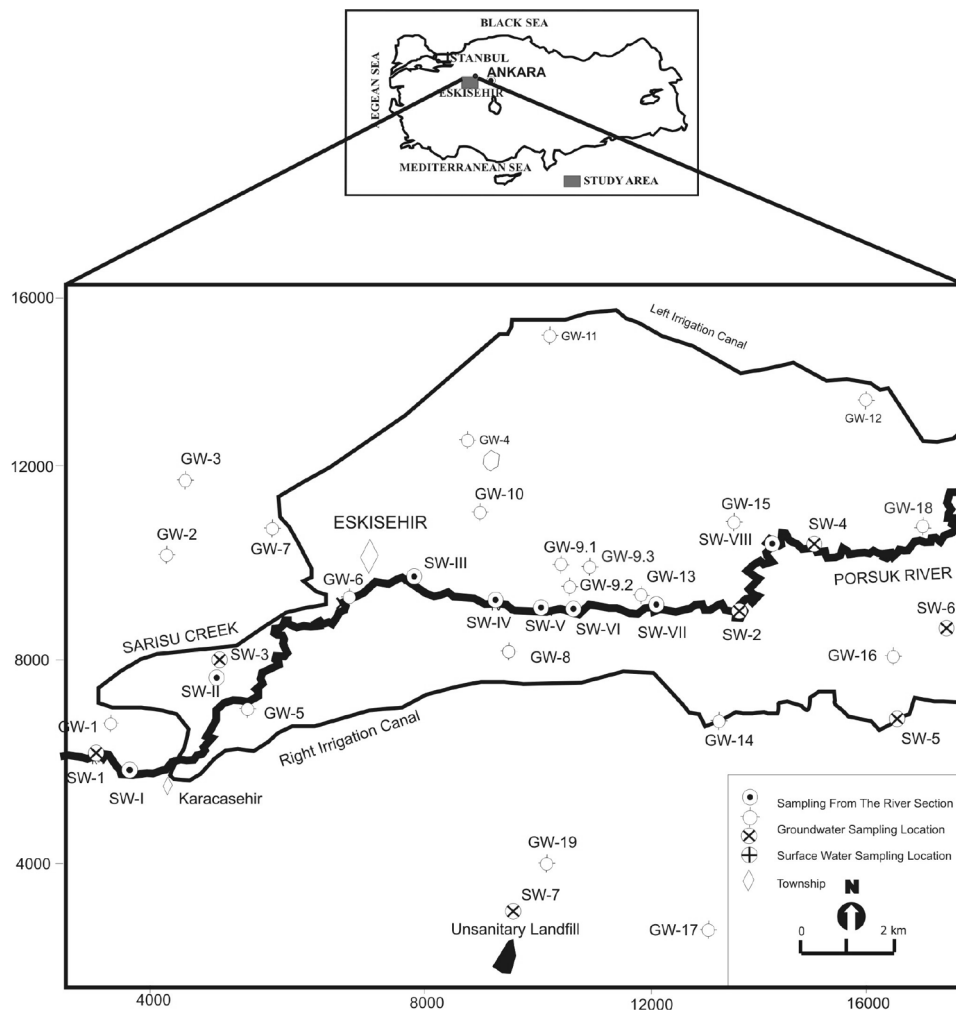 BLACK SEA
AEGEAN SEA
İSTANBUL
ANKARA
ESKISEHIR
MEDITERRANEAN SEA
STUDY AREA
16000
Left Irrigation Canal
GW-11
GW-12
GW-4
12000
GW-3
GW-10
GW-15
GW-18
ESKISEHIR
GW-2
GW-7
SW-VIII
SW-4
SW-III
GW-9.1
GW-9.3
PORSUK RIVER
GW-6
GW-9.2
GW-13
SW-6
SW-IV
SW-V
SW-VI
SW-VII
SW-2
SARISU CREEK
SW-3
8000
GW-8
GW-16
SW-II
GW-5
GW-1
Right Irrigation Canal
GW-14
SW-5
SW-1
SW-I
Karacasehir
Sampling From The River Section
Groundwater Sampling Location
Surface Water Sampling Location
Township
N
0
2 km
GW-19
4000
SW-7
Unsanitary Landfill
GW-17
4000
8000
12000
16000